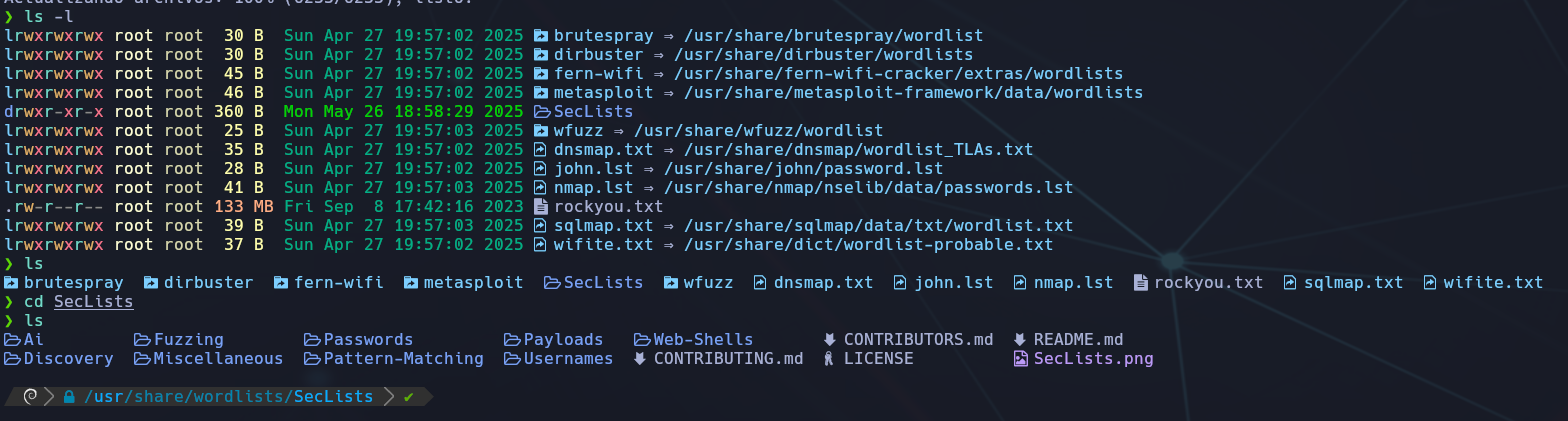 Actualizando archivos: 100% (6233/6233), listo.
❯ ls -l
lrwxrwxrwx root root 30 B Sun Apr 27 19:57:02 2025 brutespray ⇒ /usr/share/brutespray/wordlist
lrwxrwxrwx root root 30 B Sun Apr 27 19:57:02 2025 dirbuster ⇒ /usr/share/dirbuster/wordlists
lrwxrwxrwx root root 45 B Sun Apr 27 19:57:02 2025 fern-wifi ⇒ /usr/share/fern-wifi-cracker/extras/wordlists
lrwxrwxrwx root root 46 B Sun Apr 27 19:57:02 2025 metasploit ⇒ /usr/share/metasploit-framework/data/wordlists
drwxr-xr-x root root 360 B Mon May 26 18:58:29 2025 SecLists
lrwxrwxrwx root root 25 B Sun Apr 27 19:57:03 2025 wfuzz ⇒ /usr/share/wfuzz/wordlist
lrwxrwxrwx root root 35 B Sun Apr 27 19:57:02 2025 dnsmap.txt ⇒ /usr/share/dnsmap/wordlist_TLAs.txt
lrwxrwxrwx root root 28 B Sun Apr 27 19:57:02 2025 john.lst ⇒ /usr/share/john/password.lst
lrwxrwxrwx root root 41 B Sun Apr 27 19:57:03 2025 nmap.lst ⇒ /usr/share/nmap/nselib/data/passwords.lst
.rw-r--r-- root root 133 MB Fri Sep 8 17:42:16 2023 rockyou.txt
lrwxrwxrwx root root 39 B Sun Apr 27 19:57:03 2025 sqlmap.txt ⇒ /usr/share/sqlmap/data/txt/wordlist.txt
lrwxrwxrwx root root 37 B Sun Apr 27 19:57:02 2025 wifite.txt ⇒ /usr/share/dict/wordlist-probable.txt
❯ ls
brutespray dirbuster fern-wifi metasploit SecLists wfuzz dnsmap.txt john.lst nmap.lst rockyou.txt sqlmap.txt wifite.txt
❯ cd SecLists
❯ ls
Ai Fuzzing Passwords Payloads Web-Shells CONTRIBUTORS.md README.md
Discovery Miscellaneous Pattern-Matching Usernames CONTRIBUTING.md LICENSE SecLists.png
/usr/share/wordlists/SecLists ✔